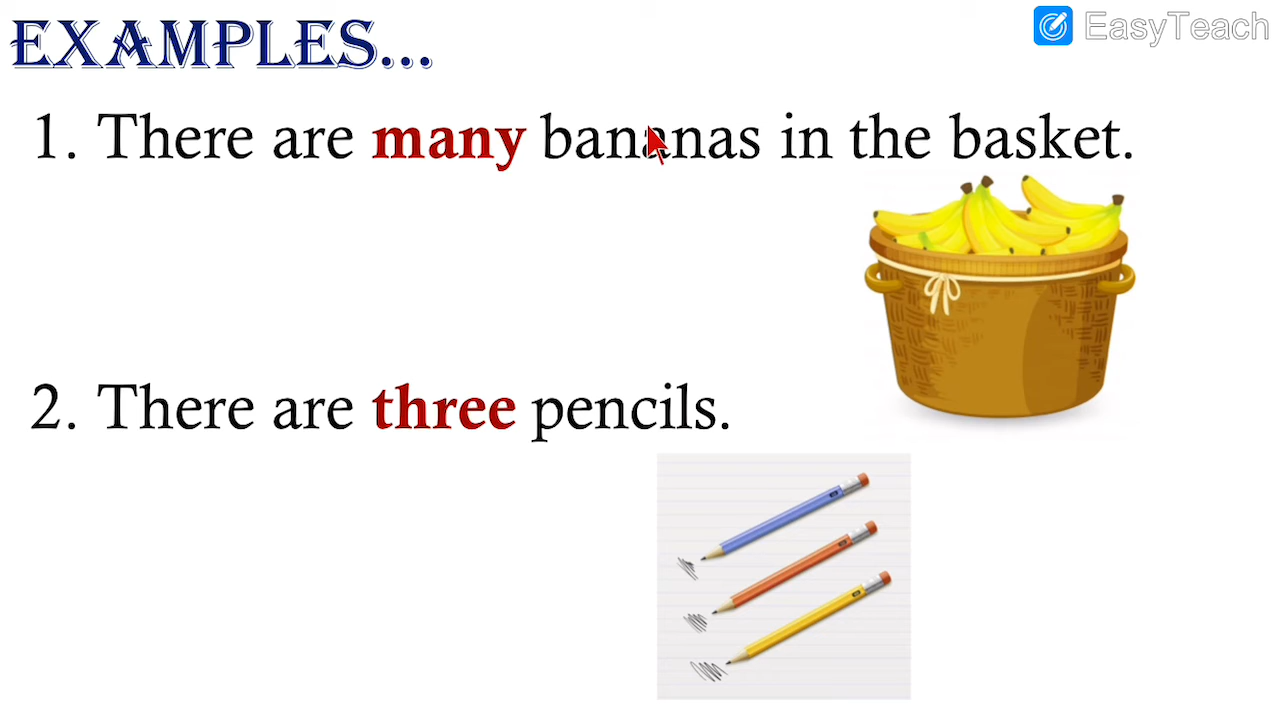 EXAMPLES...
EasyTeach
1. There are many bananas in the basket.
2. There are three pencils.